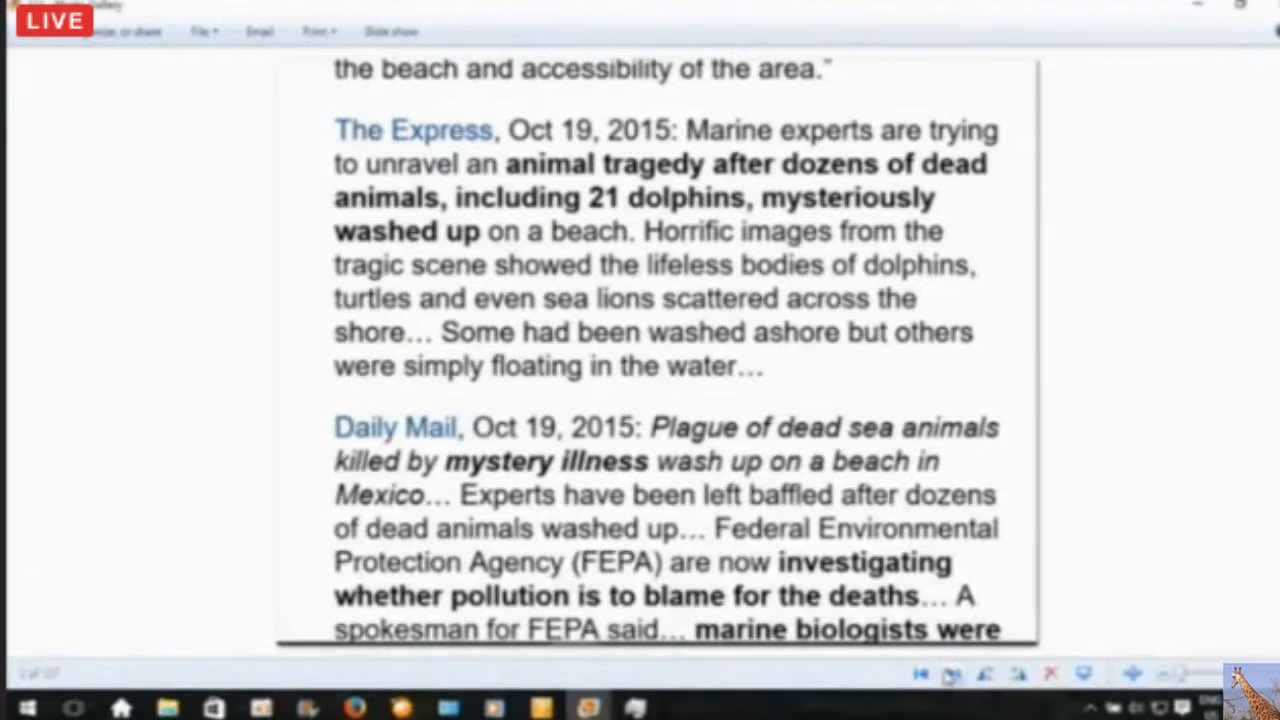 LIVE
File Email Print Slide show
the beach and accessibility of the area."
The Express, Oct 19, 2015: Marine experts are trying
to unravel an animal tragedy after dozens of dead
animals, including 21 dolphins, mysteriously
washed up on a beach. Horrific images from the
tragic scene showed the lifeless bodies of dolphins,
turtles and even sea lions scattered across the
shore… Some had been washed ashore but others
were simply floating in the water…
Daily Mail, Oct 19, 2015: Plague of dead sea animals
killed by mystery illness wash up on a beach in
Mexico… Experts have been left baffled after dozens
of dead animals washed up… Federal Environmental
Protection Agency (FEPA) are now investigating
whether pollution is to blame for the deaths… A
spokesman for FEPA said… marine biologists were